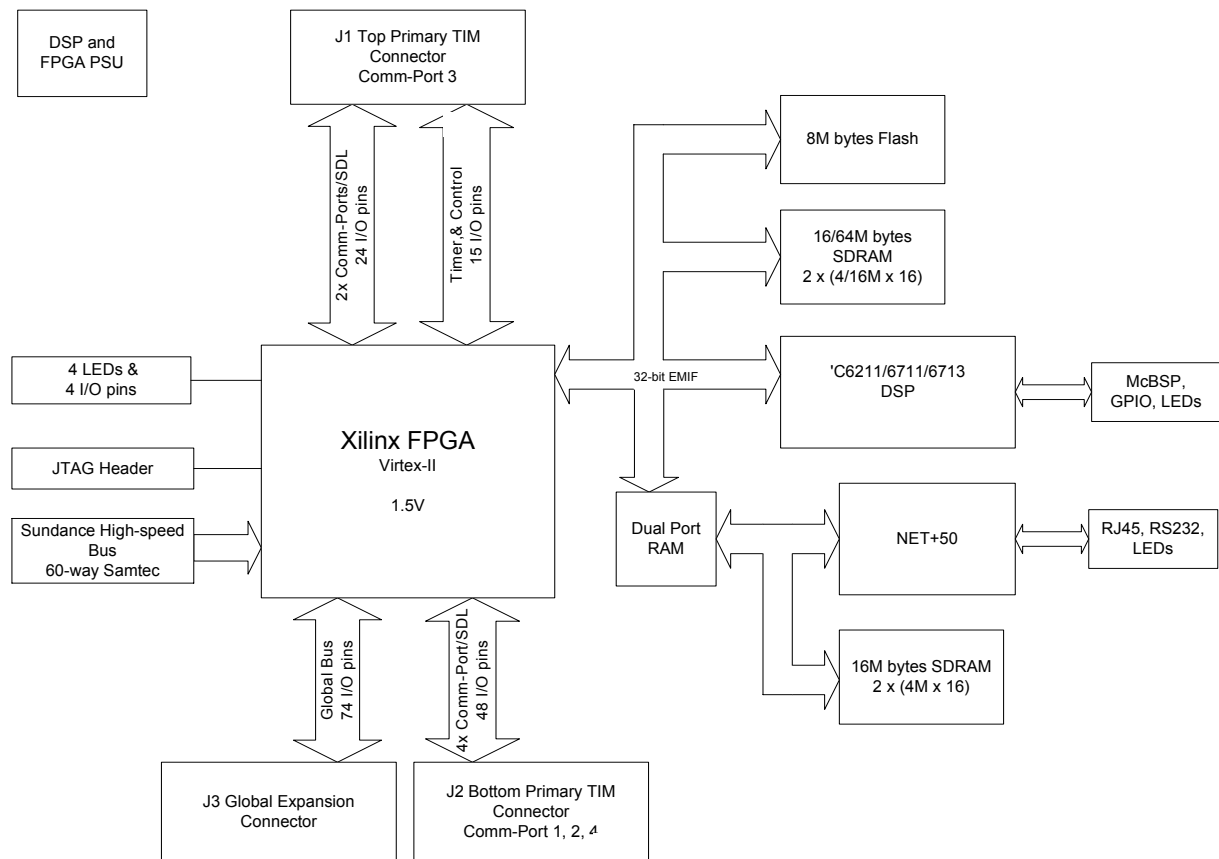 DSP and
FPGA PSU
J1 Top Primary TIM
Connector
Comm-Port 3
2x Comm-Ports/SDL
24 I/O pins
Timer,& Control
15 I/O pins
8M bytes Flash
16/64M bytes
SDRAM
2 x (4/16M x 16)
4 LEDs &
4 I/O pins
32-bit EMIF
'C6211/6711/6713
DSP
McBSP,
GPIO, LEDs
Xilinx FPGA
Virtex-II
1.5V
JTAG Header
Sundance High-speed
Bus
60-way Samtec
Dual Port
RAM
NET+50
RJ45, RS232,
LEDs
Global Bus
74 I/O pins
4x Comm-Port/SDL
48 I/O pins
16M bytes SDRAM
2 x (4M x 16)
J3 Global Expansion
Connector
J2 Bottom Primary TIM
Connector
Comm-Port 1, 2, 4